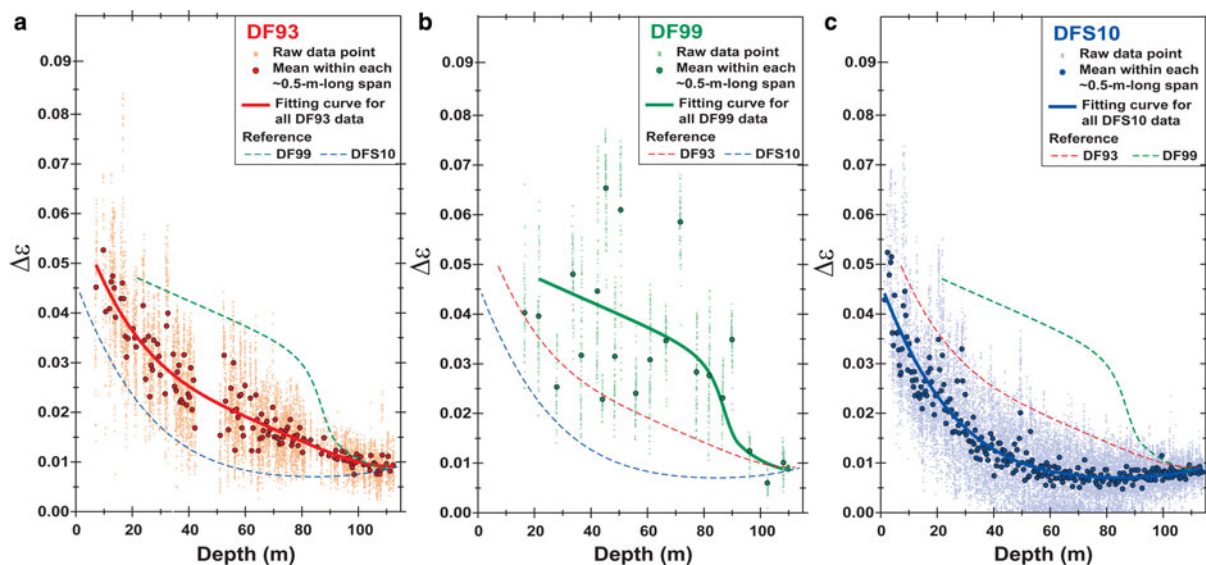 a
DF93
Raw data point
Mean within each
~0.5-m-long span
Fitting curve for
all DF93 data
Reference
DF99 DFS10
0.09
0.08
0.07
0.06
0.05
0.04
0.03
0.02
0.01
0.00
Δε
0 20 40 60 80 100
Depth (m)
b
DF99
Raw data point
Mean within each
~0.5-m-long span
Fitting curve for
all DF99 data
Reference
DF93 DFS10
0.09
0.08
0.07
0.06
0.05
0.04
0.03
0.02
0.01
0.00
Δε
0 20 40 60 80 100
Depth (m)
c
DFS10
Raw data point
Mean within each
~0.5-m-long span
Fitting curve for
all DFS10 data
Reference
DF93 DF99
0.09
0.08
0.07
0.06
0.05
0.04
0.03
0.02
0.01
0.00
Δε
0 20 40 60 80 100
Depth (m)